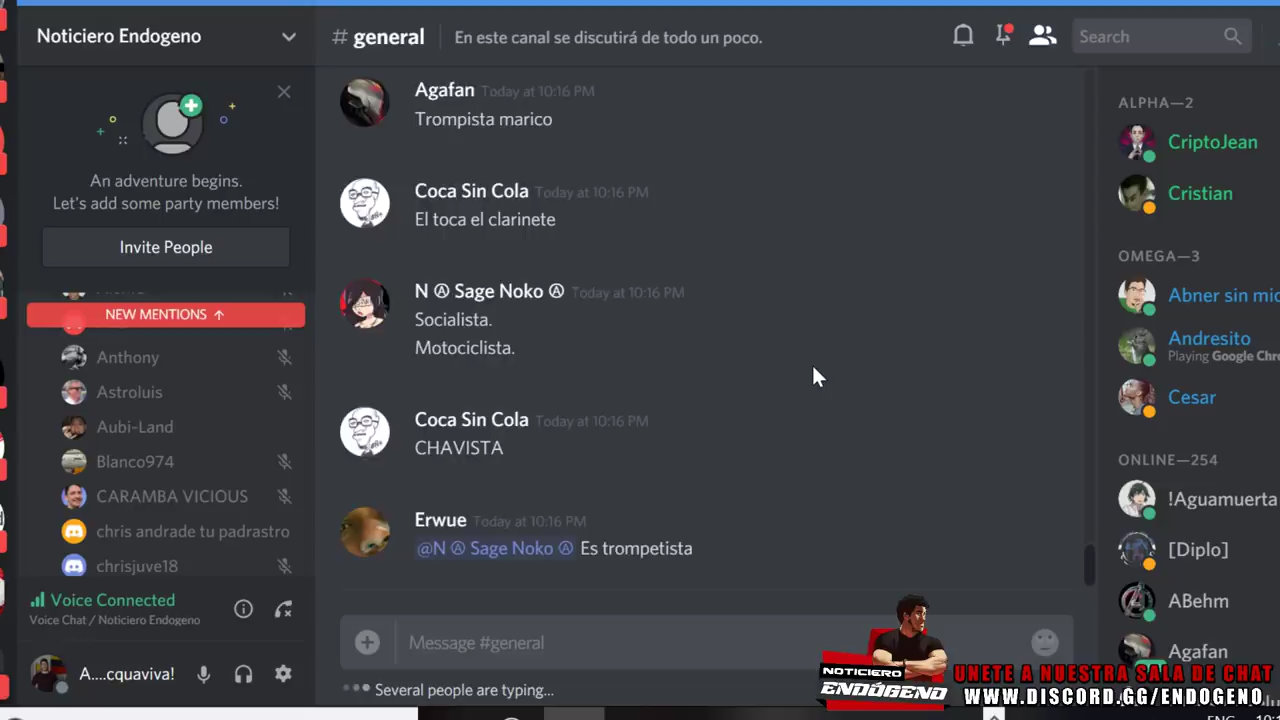 Noticiero Endogeno
# general
En este canal se discutirá de todo un poco.
Search
An adventure begins.
Let's add some party members!
Invite People
NEW MENTIONS ↑
Anthony
Astroluis
Aubi-Land
Blanco974
CARAMBA VICIOUS
chris andrade tu padrastro
chrisjuve18
Voice Connected
Voice Chat / Noticiero Endogeno
A....cquaviva!
Agafan Today at 10:16 PM
Trompista marico
Coca Sin Cola Today at 10:16 PM
El toca el clarinete
N Ⓐ Sage Noko Ⓐ Today at 10:16 PM
Socialista.
Motociclista.
Coca Sin Cola Today at 10:16 PM
CHAVISTA
Erwue Today at 10:16 PM
@N Ⓐ Sage Noko Ⓐ Es trompetista
Message #general
Several people are typing...
ALPHA—2
CriptoJean
Cristian
OMEGA—3
Abner sin mic
Andresito
Playing Google Chro
Cesar
ONLINE—254
!Aguamuerta
[Diplo]
ABehm
Agafan
NOTICIERO
ENDÓGENO
UNETE A NUESTRA SALA DE CHAT
WWW.DISCORD.GG/ENDOGENO
ENG